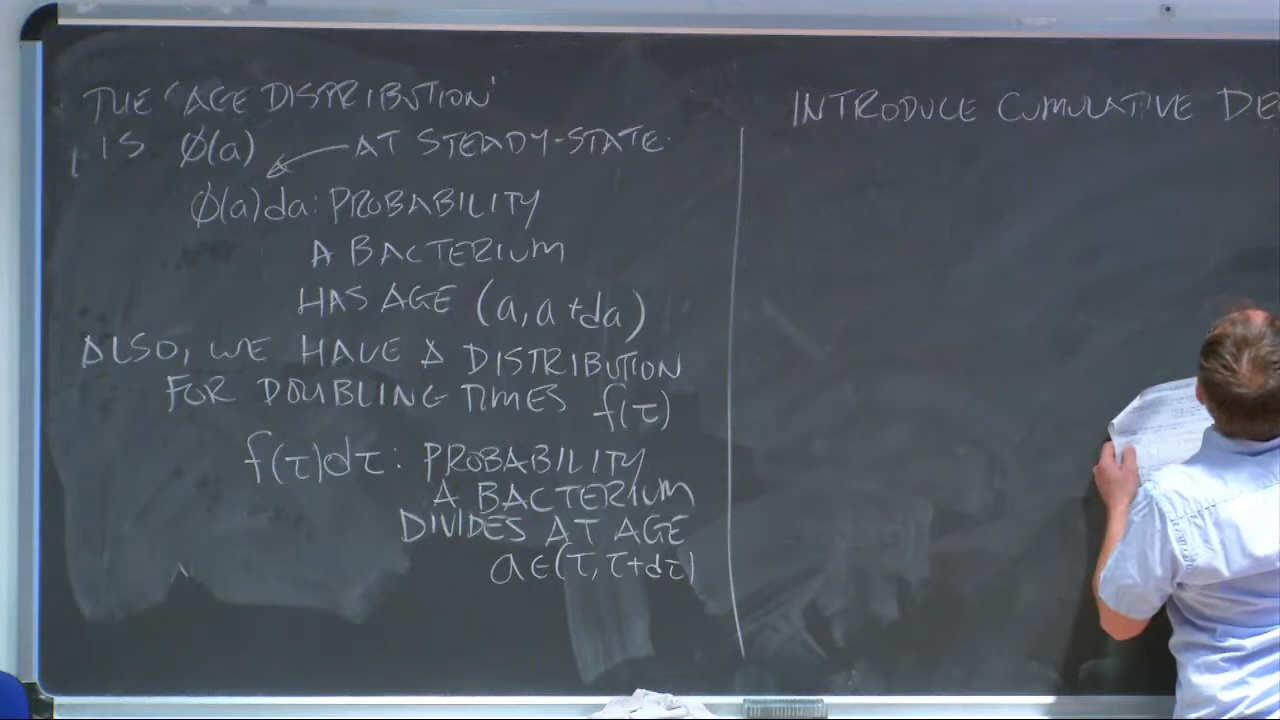 THE 'AGE DISTRIBUTION'
IS φ(a) AT STEADY-STATE.
φ(a)da: PROBABILITY
A BACTERIUM
HAS AGE (a, a+da)
ALSO, WE HAVE A DISTRIBUTION
FOR DOUBLING TIMES f(τ)
f(τ)dτ: PROBABILITY
A BACTERIUM
DIVIDES AT AGE
a∈(τ, τ+dτ)
INTRODUCE CUMULATIVE DE